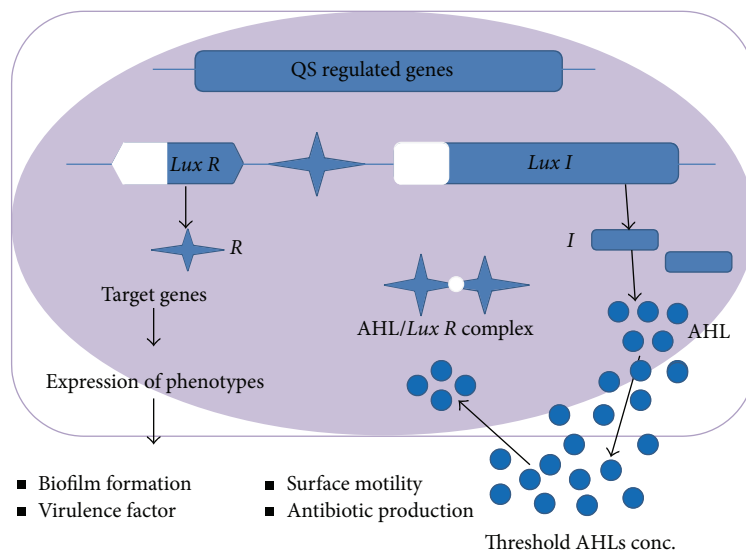 QS regulated genes
Lux R
Lux I
R
I
Target genes
AHL/Lux R complex
AHL
Expression of phenotypes
■ Biofilm formation
■ Virulence factor
■ Surface motility
■ Antibiotic production
Threshold AHLs conc.